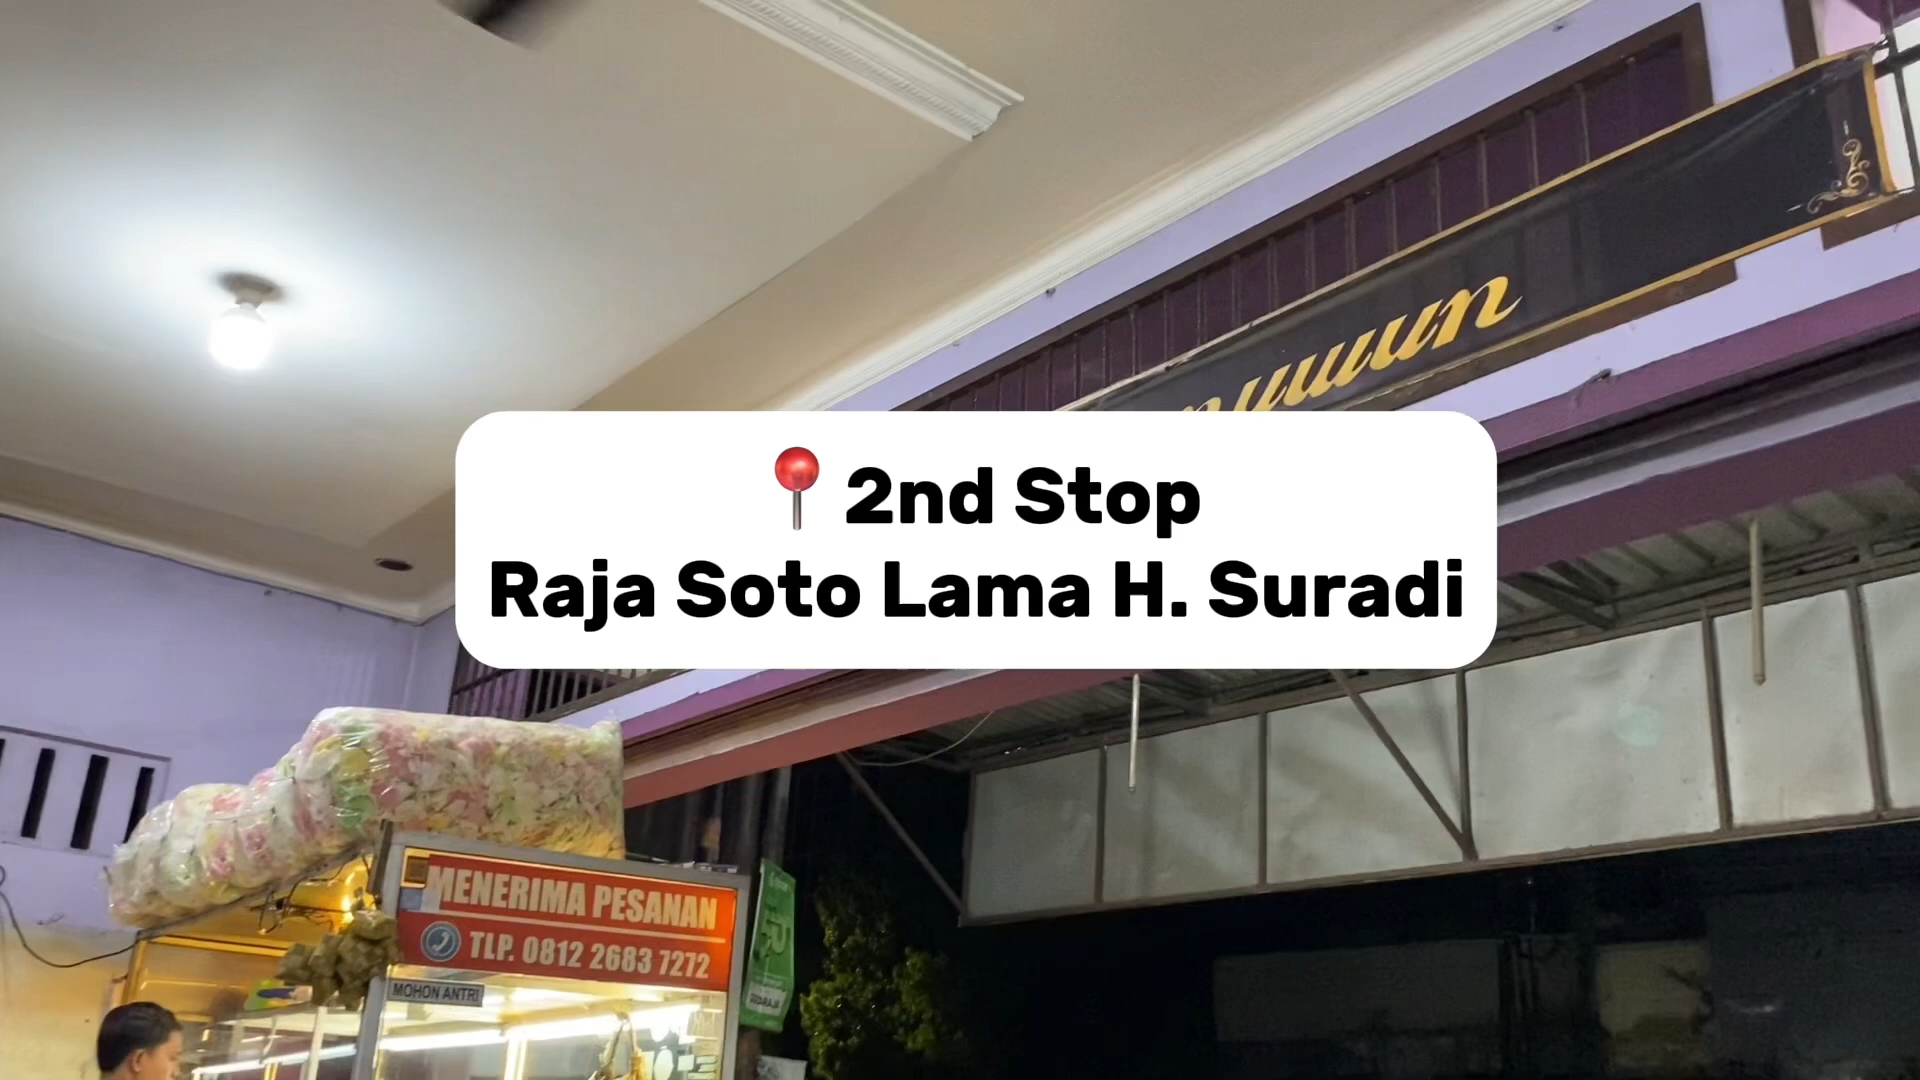 2nd Stop
Raja Soto Lama H. Suradi
MENERIMA PESANAN
TLP. 0812 2683 7272
MOHON ANTRI